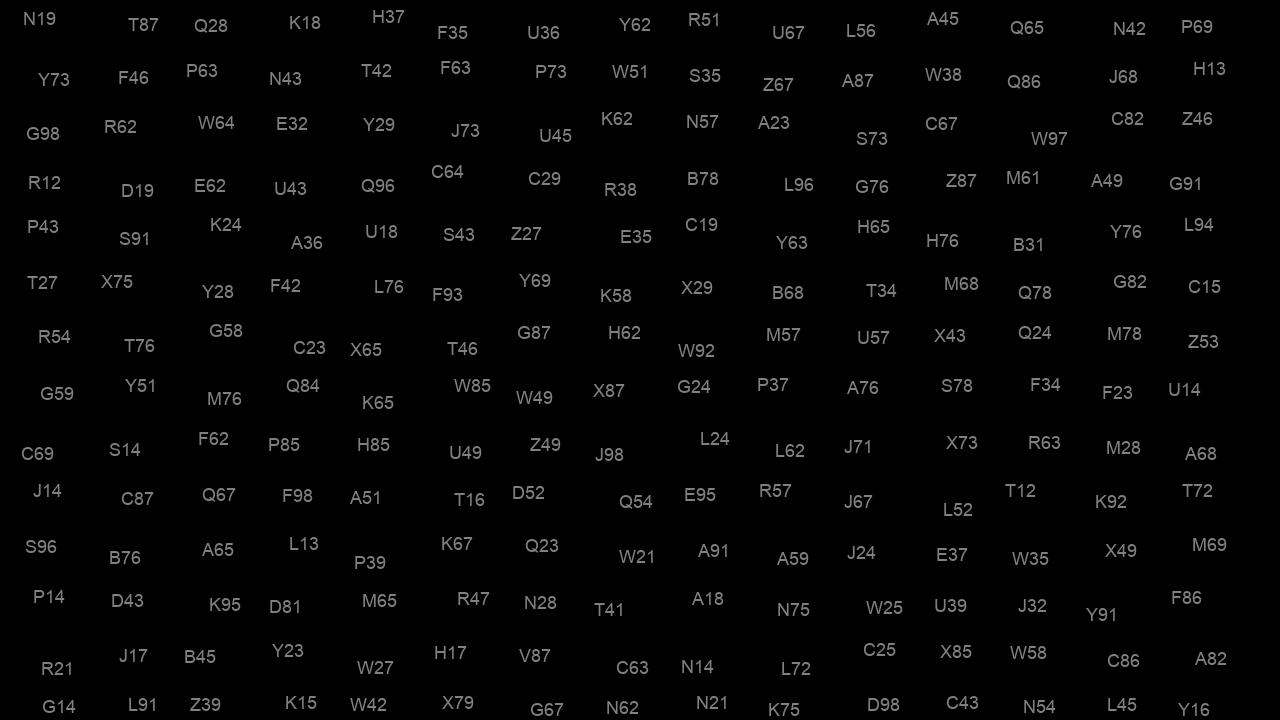 N19 T87 Q28 K18 H37 F35 U36 Y62 R51 U67 L56 A45 Q65 N42 P69
Y73 F46 P63 N43 T42 F63 P73 W51 S35 Z67 A87 W38 Q86 J68 H13
G98 R62 W64 E32 Y29 J73 U45 K62 N57 A23 S73 C67 W97 C82 Z46
R12 D19 E62 U43 Q96 C64 C29 R38 B78 L96 G76 Z87 M61 A49 G91
P43 S91 K24 A36 U18 S43 Z27 E35 C19 Y63 H65 H76 B31 Y76 L94
T27 X75 Y28 F42 L76 F93 Y69 K58 X29 B68 T34 M68 Q78 G82 C15
R54 T76 G58 C23 X65 T46 G87 H62 W92 M57 U57 X43 Q24 M78 Z53
G59 Y51 M76 Q84 K65 W85 W49 X87 G24 P37 A76 S78 F34 F23 U14
C69 S14 F62 P85 H85 U49 Z49 J98 L24 L62 J71 X73 R63 M28 A68
J14 C87 Q67 F98 A51 T16 D52 Q54 E95 R57 J67 L52 T12 K92 T72
S96 B76 A65 L13 P39 K67 Q23 W21 A91 A59 J24 E37 W35 X49 M69
P14 D43 K95 D81 M65 R47 N28 T41 A18 N75 W25 U39 J32 Y91 F86
R21 J17 B45 Y23 W27 H17 V87 C63 N14 L72 C25 X85 W58 C86 A82
G14 L91 Z39 K15 W42 X79 G67 N62 N21 K75 D98 C43 N54 L45 Y16